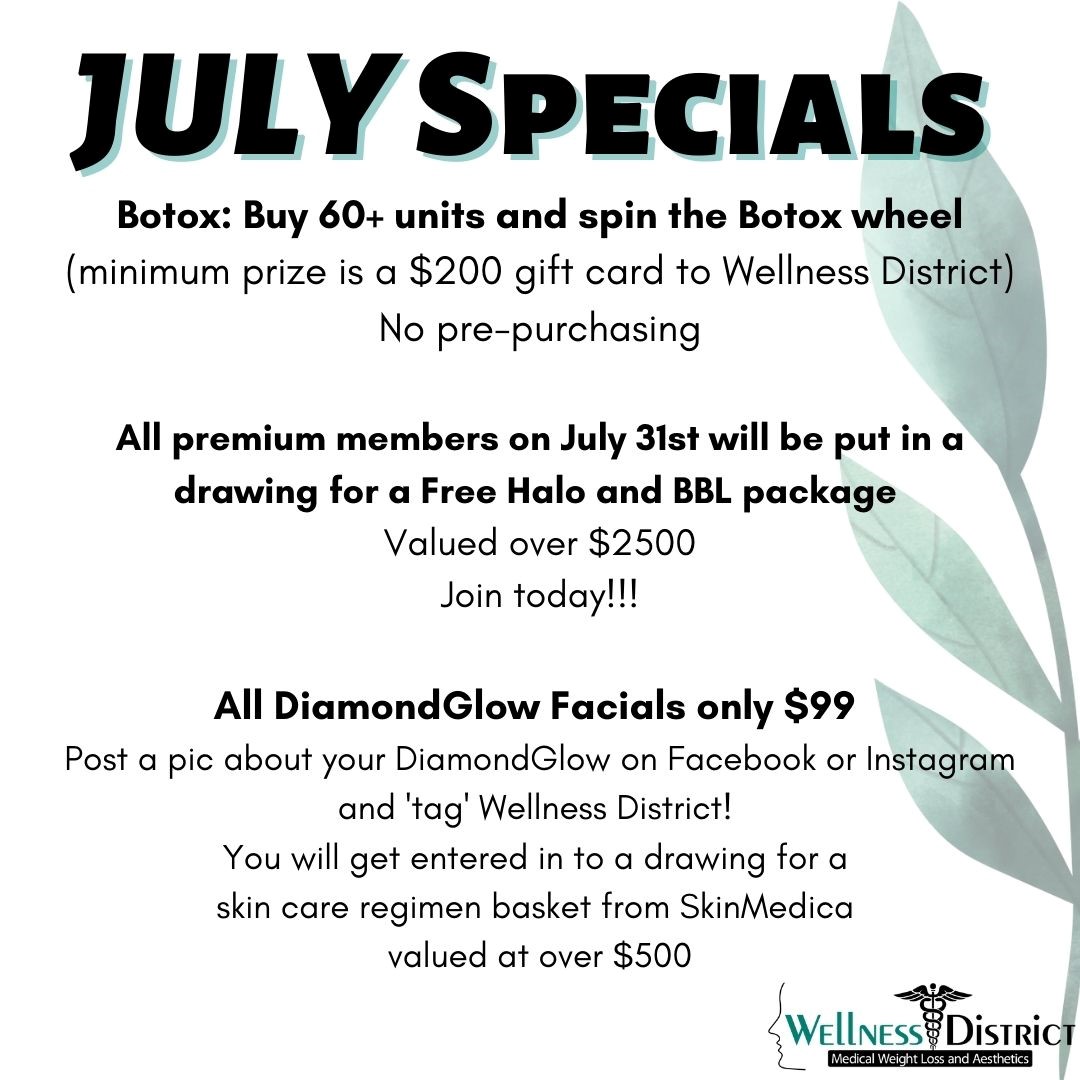 JULY SPECIALS
Botox: Buy 60+ units and spin the Botox wheel
(minimum prize is a $200 gift card to Wellness District)
No pre-purchasing
All premium members on July 31st will be put in a
drawing for a Free Halo and BBL package
Valued over $2500
Join today!!!
All DiamondGlow Facials only $99
Post a pic about your DiamondGlow on Facebook or Instagram
and 'tag' Wellness District!
You will get entered in to a drawing for a
skin care regimen basket from SkinMedica
valued at over $500
WELLNESS DISTRICT
Medical Weight Loss and Aesthetics